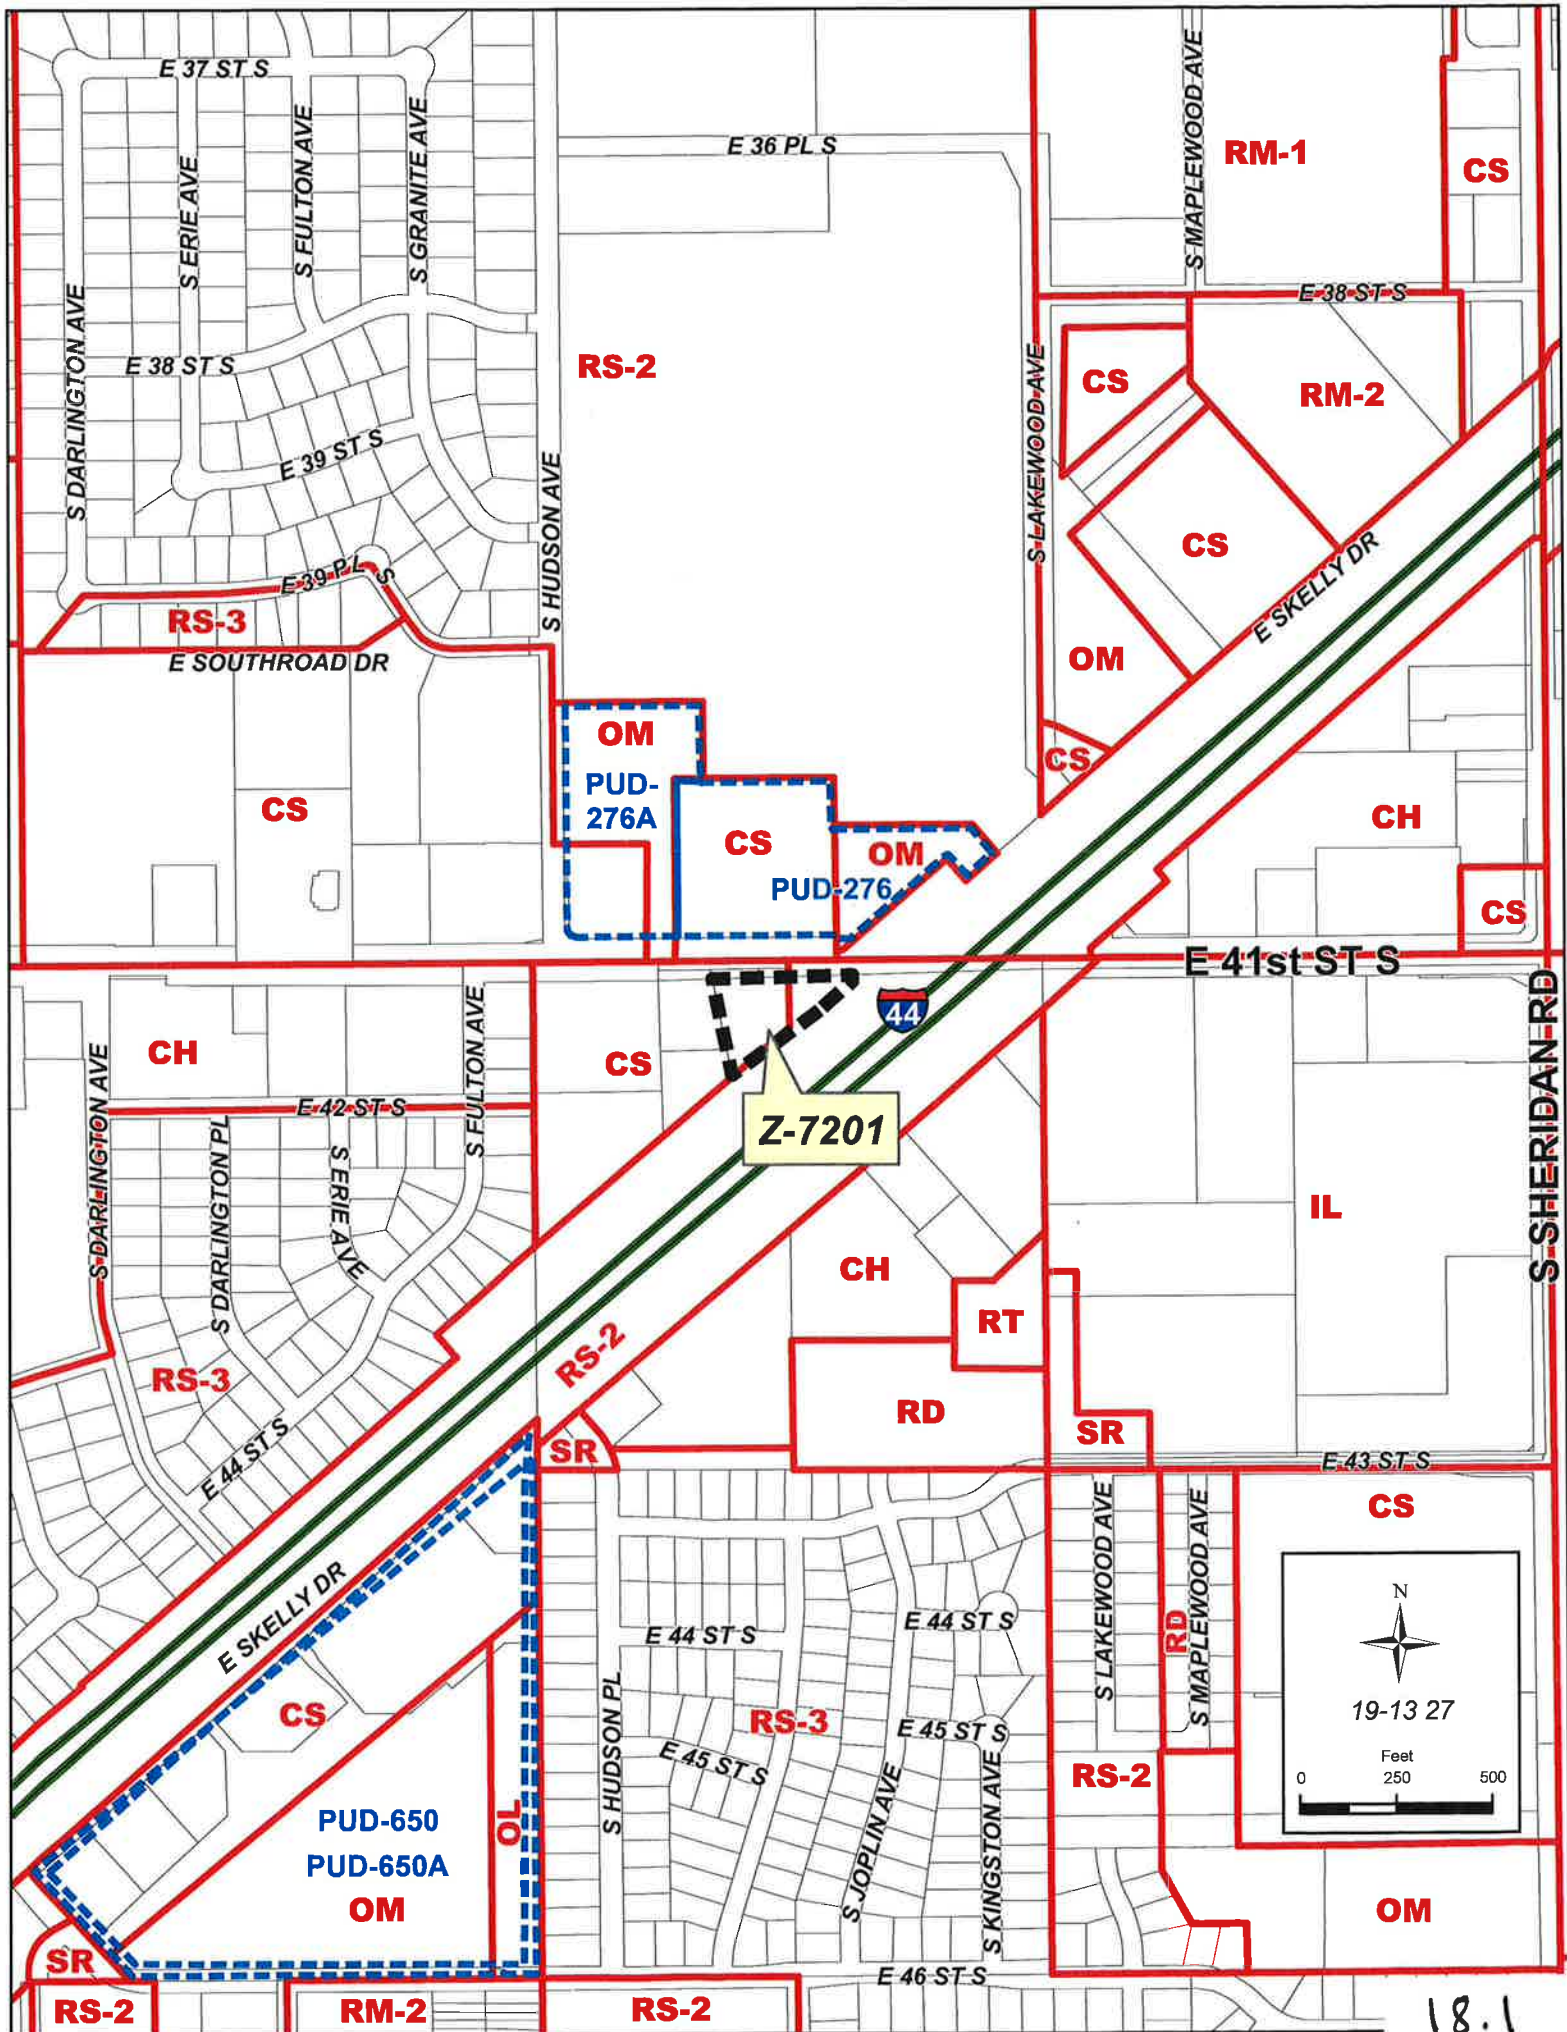 E 37 ST S
S ERIE AVE
S FULTON AVE
S GRANITE AVE
S DARLINGTON AVE
E 38 ST S
E 39 ST S
E 39 PL S
RS-3
E SOUTHROAD DR
S HUDSON AVE
E 36 PL S
RS-2
S MAPLEWOOD AVE
RM-1
CS
E 38 ST S
S LAKEWOOD AVE
CS
RM-2
CS
E SKELLY DR
OM
CS
CH
CS
OM
PUD-
276A
CS
OM
PUD-276
CS
E 41st ST S
S SHERIDAN RD
44
Z-7201
CH
CS
S FULTON AVE
S DARLINGTON AVE
E 42 ST S
S DARLINGTON PL
S ERIE AVE
RS-3
E 44 ST S
RS-2
CH
RT
RD
SR
IL
SR
E 43 ST S
CS
E SKELLY DR
CS
PUD-650
PUD-650A
OM
OL
SR
S HUDSON PL
E 44 ST S
E 44 ST S
RS-3
E 45 ST S
E 45 ST S
S JOPLIN AVE
S KINGSTON AVE
S LAKEWOOD AVE
RD
S MAPLEWOOD AVE
RS-2
N
19-13 27
Feet
0 250 500
OM
E 46 ST S
RS-2
RM-2
RS-2
18.1